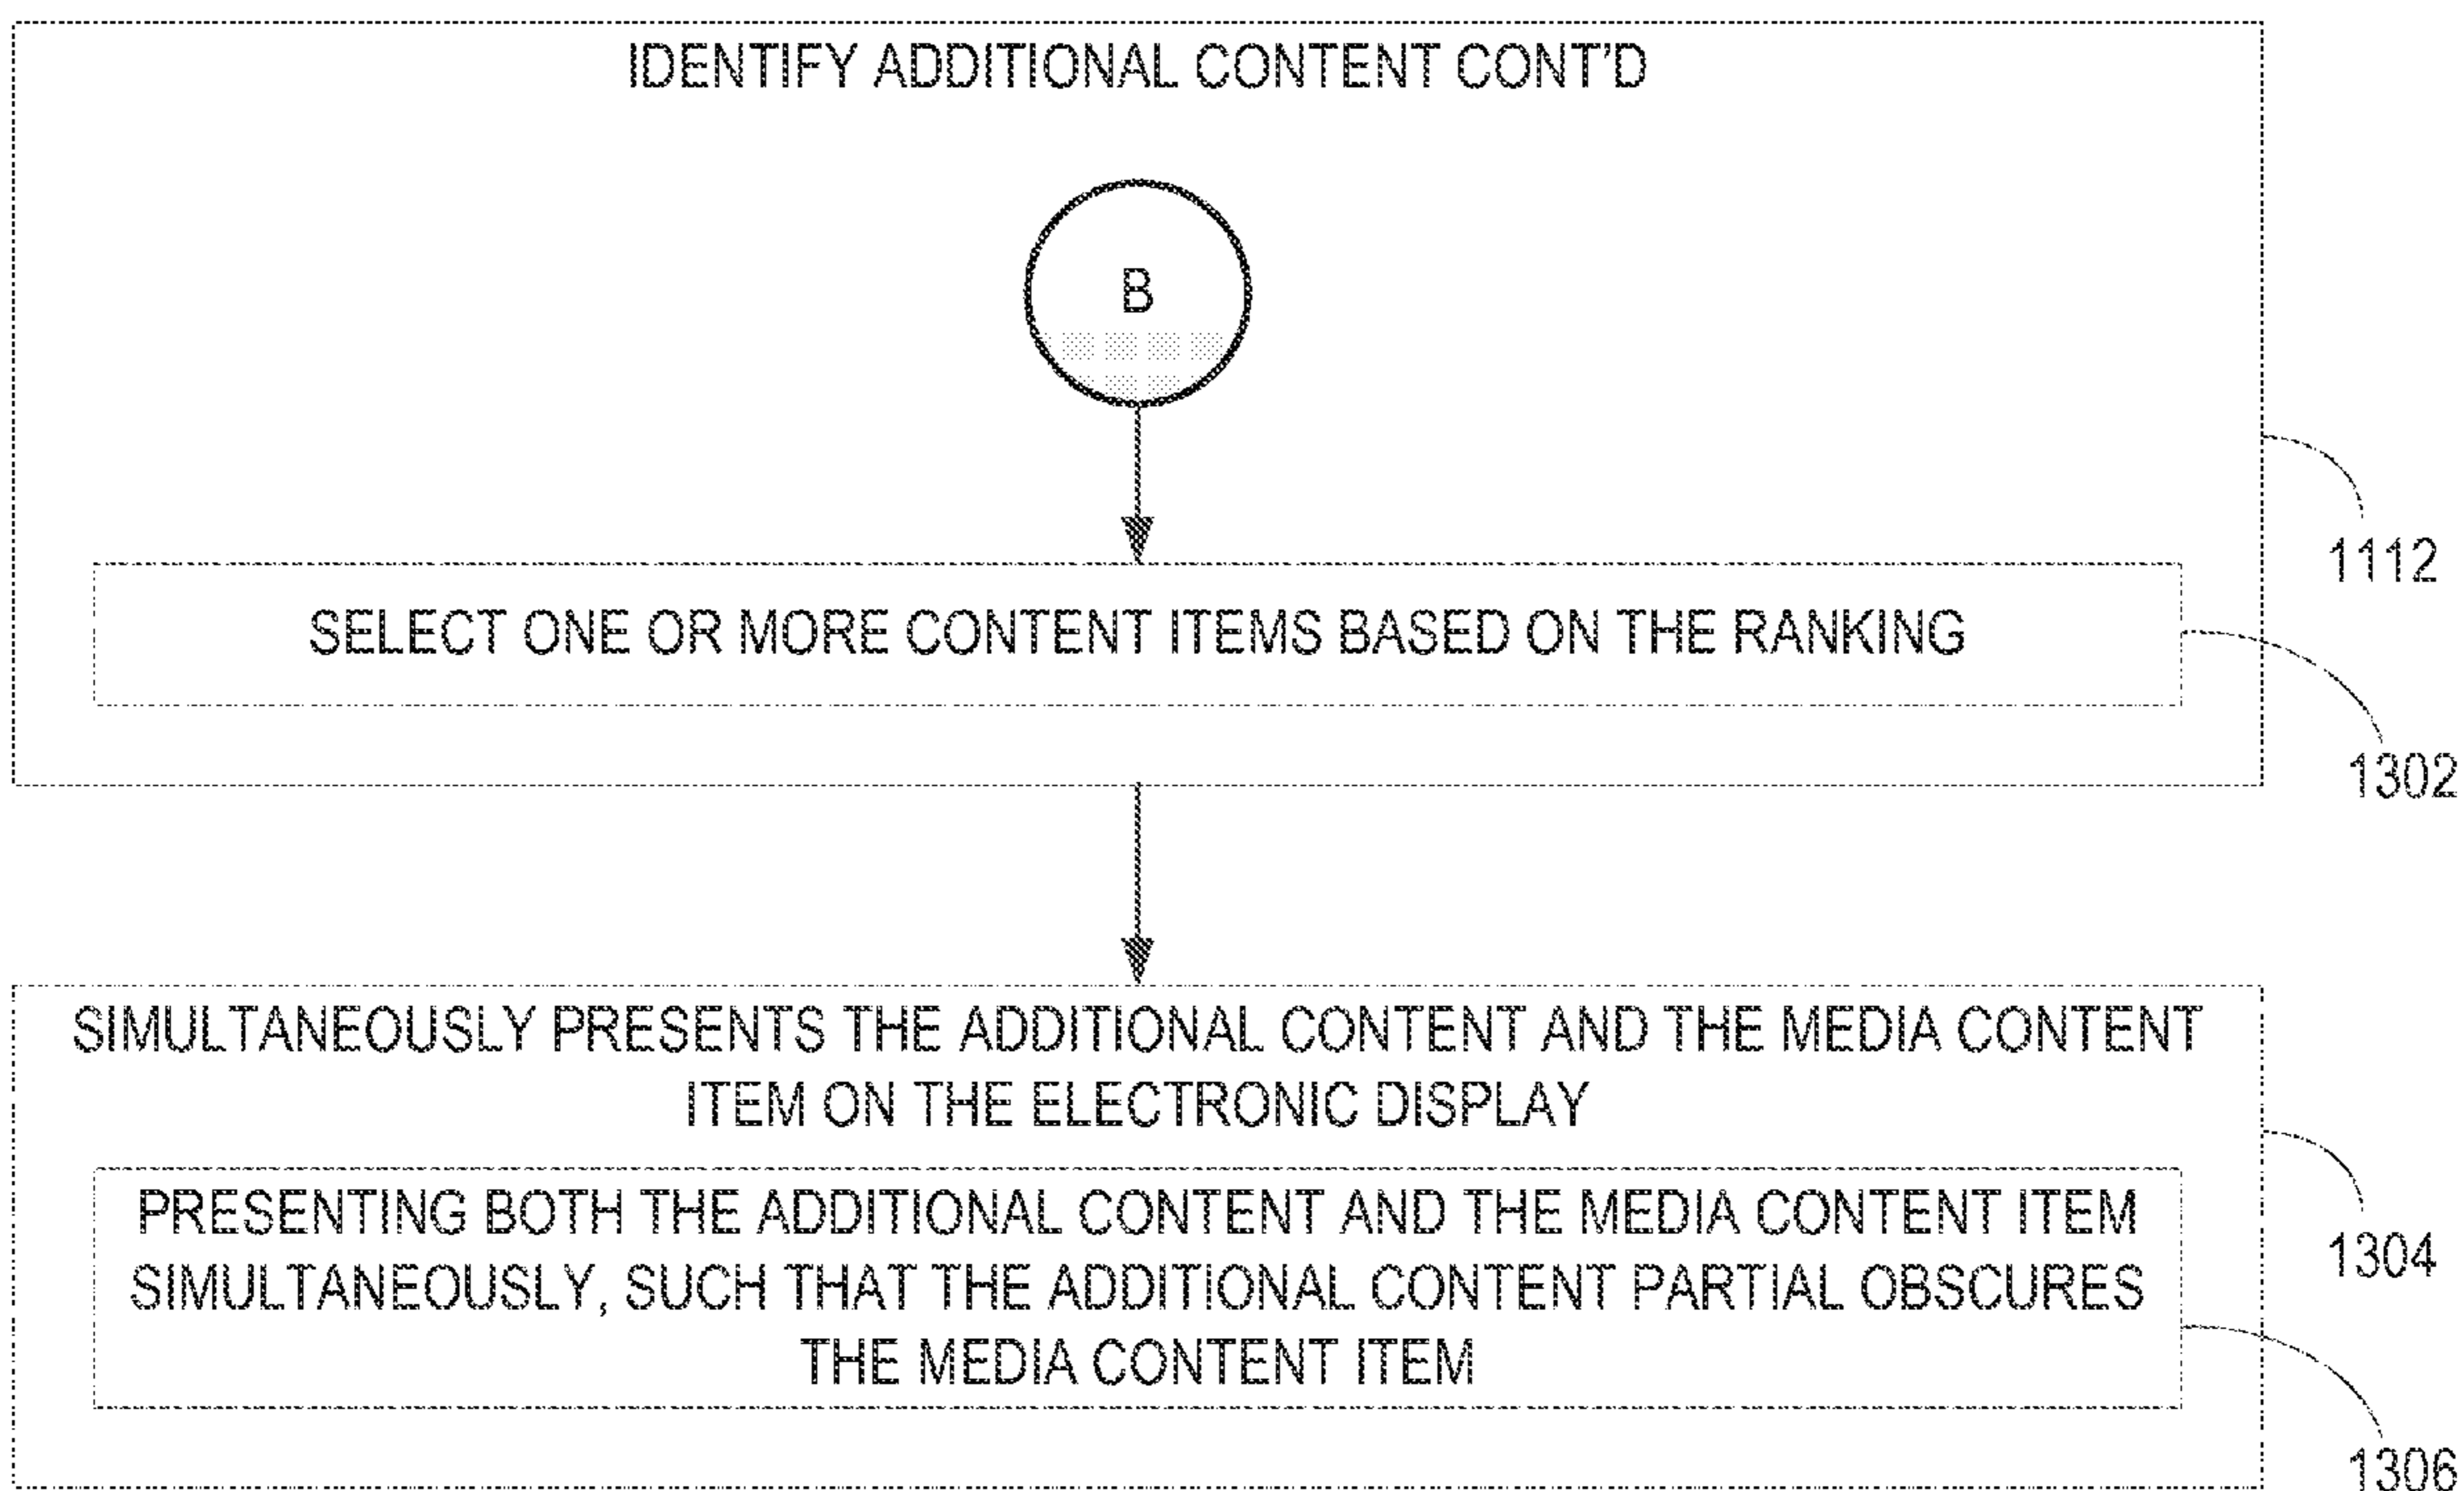 IDENTIFY ADDITIONAL CONTENT CONT'D
B
1112
SELECT ONE OR MORE CONTENT ITEMS BASED ON THE RANKING
1302
SIMULTANEOUSLY PRESENTS THE ADDITIONAL CONTENT AND THE MEDIA CONTENT
ITEM ON THE ELECTRONIC DISPLAY
1304
PRESENTING BOTH THE ADDITIONAL CONTENT AND THE MEDIA CONTENT ITEM
SIMULTANEOUSLY, SUCH THAT THE ADDITIONAL CONTENT PARTIAL OBSCURES
THE MEDIA CONTENT ITEM
1306